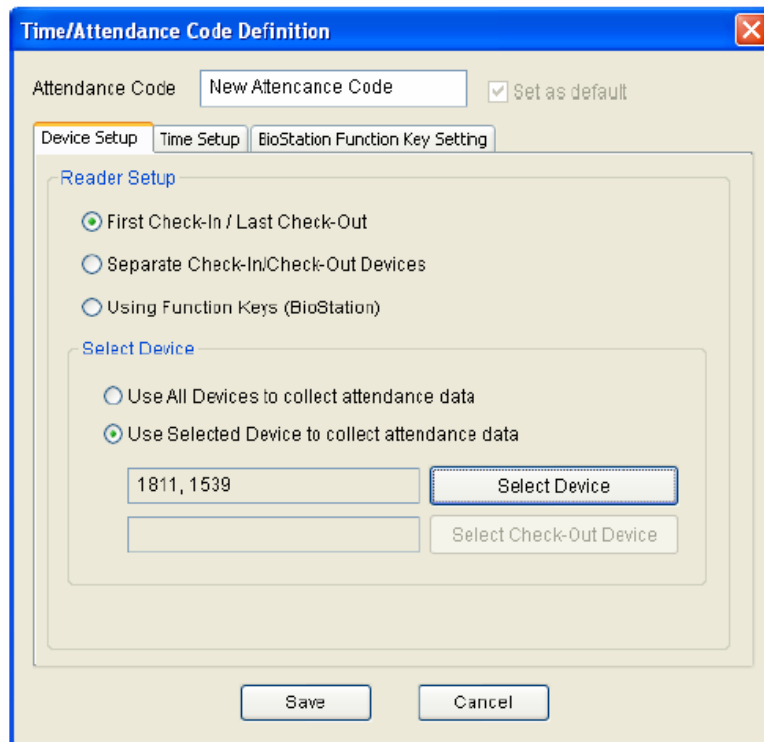 Time/Attendance Code Definition
Attendance Code New Attencance Code Set as default
Device Setup Time Setup BioStation Function Key Setting
Reader Setup
First Check-In / Last Check-Out
Separate Check-In/Check-Out Devices
Using Function Keys (BioStation)
Select Device
Use All Devices to collect attendance data
Use Selected Device to collect attendance data
1811, 1539 Select Device
Select Check-Out Device
Save Cancel